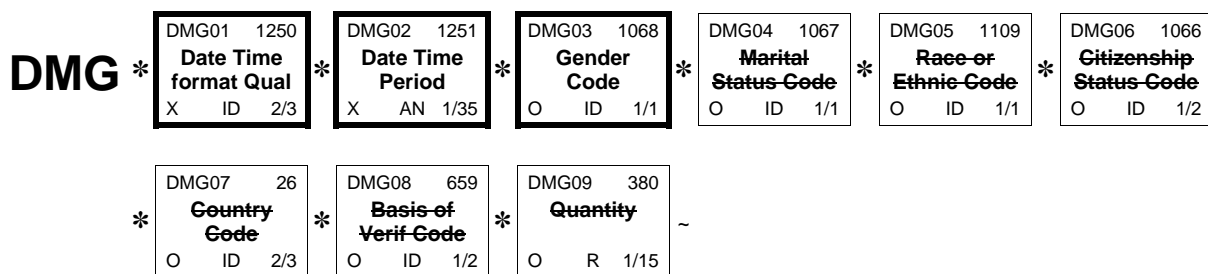 DMG * DMG01 1250 Date Time format Qual X ID 2/3 * DMG02 1251 Date Time Period X AN 1/35 * DMG03 1068 Gender Code O ID 1/1 * DMG04 1067 Marital Status Code O ID 1/1 * DMG05 1109 Race or Ethnic Code O ID 1/1 * DMG06 1066 Citizenship Status Code O ID 1/2
* DMG07 26 Country Code O ID 2/3 * DMG08 659 Basis of Verif Code O ID 1/2 * DMG09 380 Quantity O R 1/15 ~